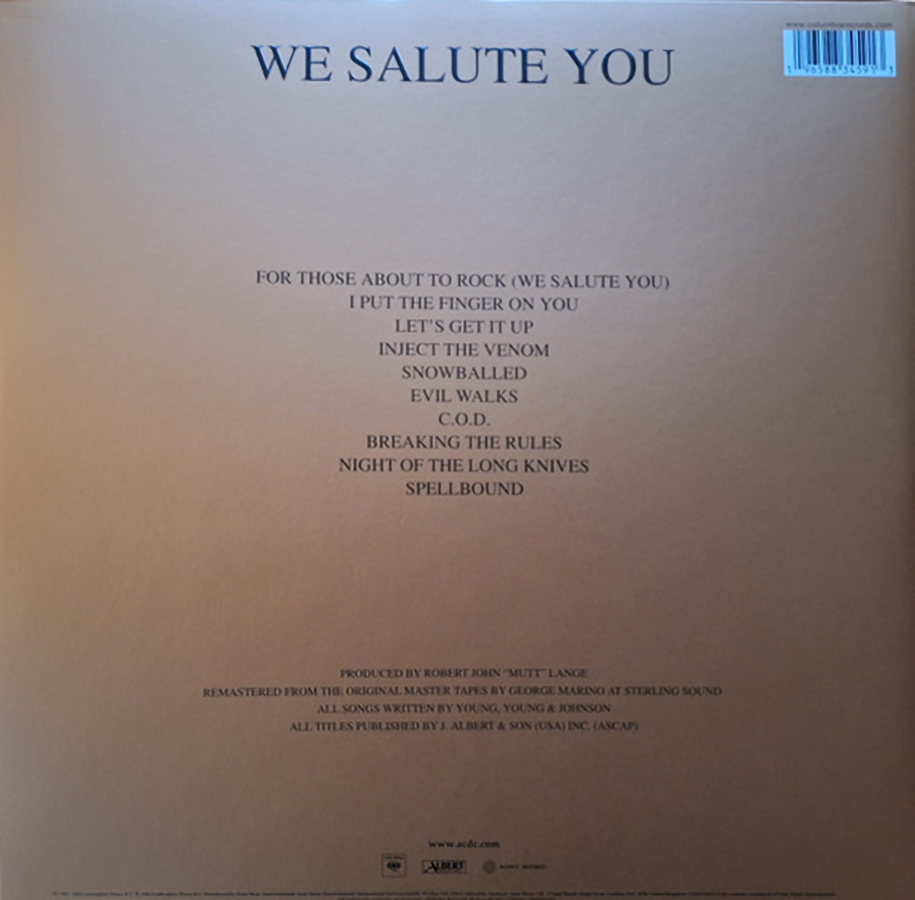 www.columbiarecords.com
WE SALUTE YOU
FOR THOSE ABOUT TO ROCK (WE SALUTE YOU)
I PUT THE FINGER ON YOU
LET'S GET IT UP
INJECT THE VENOM
SNOWBALLED
EVIL WALKS
C.O.D.
BREAKING THE RULES
NIGHT OF THE LONG KNIVES
SPELLBOUND
PRODUCED BY ROBERT JOHN "MUTT" LANGE
REMASTERED FROM THE ORIGINAL MASTER TAPES BY GEORGE MARINO AT STERLING SOUND
ALL SONGS WRITTEN BY YOUNG, YOUNG & JOHNSON
ALL TITLES PUBLISHED BY J. ALBERT & SON (USA) INC. (ASCAP)
www.acdc.com
ALBERT